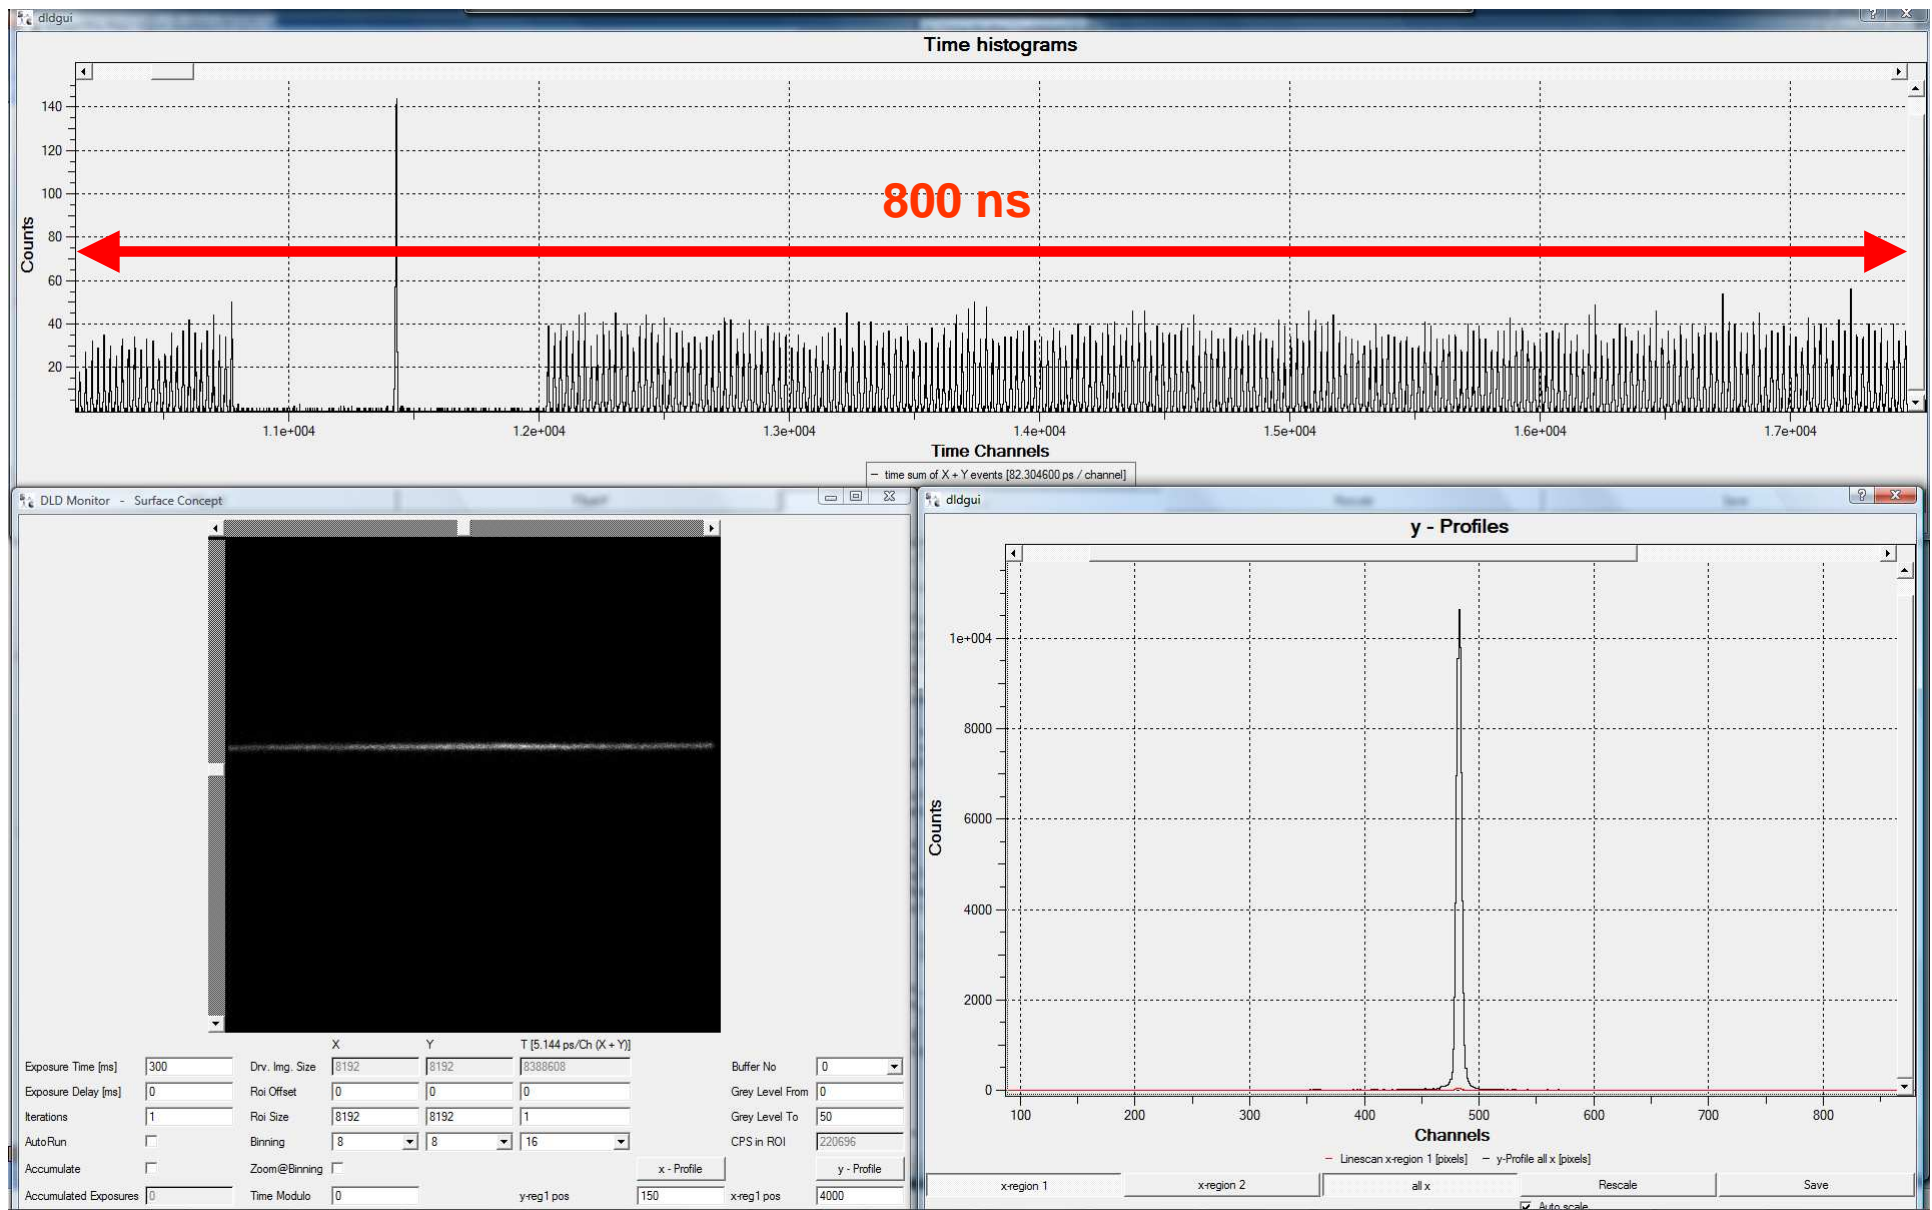 dldgui
Time histograms
140
120
100
80
60
40
20
Counts
800 ns
1.1e+004 1.2e+004 1.3e+004 1.4e+004 1.5e+004 1.6e+004 1.7e+004
Time Channels
– time sum of X + Y events [82.304600 ps / channel]
DLD Monitor - Surface Concept
X Y T [5.144 ps/Ch (X + Y)]
Exposure Time [ms] 300 Drv. Img. Size 8192 8192 8388608 Buffer No 0
Exposure Delay [ms] 0 Roi Offset 0 0 0 Grey Level From 0
Iterations 1 Roi Size 8192 8192 1 Grey Level To 50
AutoRun Binning 8 8 16 CPS in ROI 220696
Accumulate Zoom@Binning x - Profile y - Profile
Accumulated Exposures 0 Time Modulo 0 y-reg1 pos 150 x-reg1 pos 4000
dldgui
y - Profiles
1e+004
8000
6000
4000
2000
0
Counts
100 200 300 400 500 600 700 800
Channels
– Linescan x-region 1 [pixels] – y-Profile all x [pixels]
x-region 1 x-region 2 all x Rescale Save
Auto scale